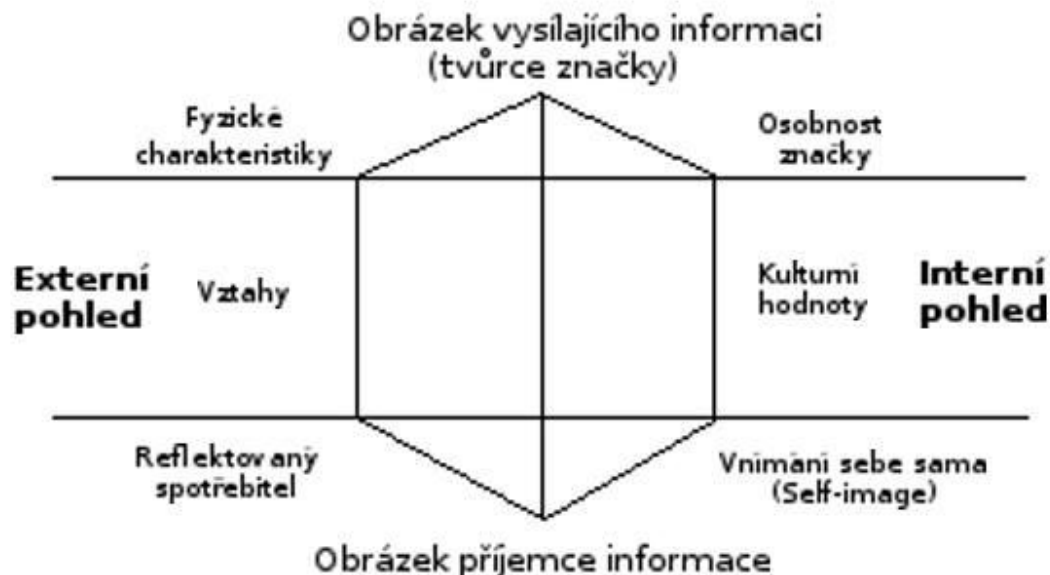 Obrázek vysílajícího informaci
(tvůrce značky)
Fyzické
charakteristiky
Osobnost
značky
Externí
pohled
Vztahy
Kulturní
hodnoty
Interní
pohled
Reflektovaný
spotřebitel
Vnímání sebe sama
(Self-image)
Obrázek příjemce informace